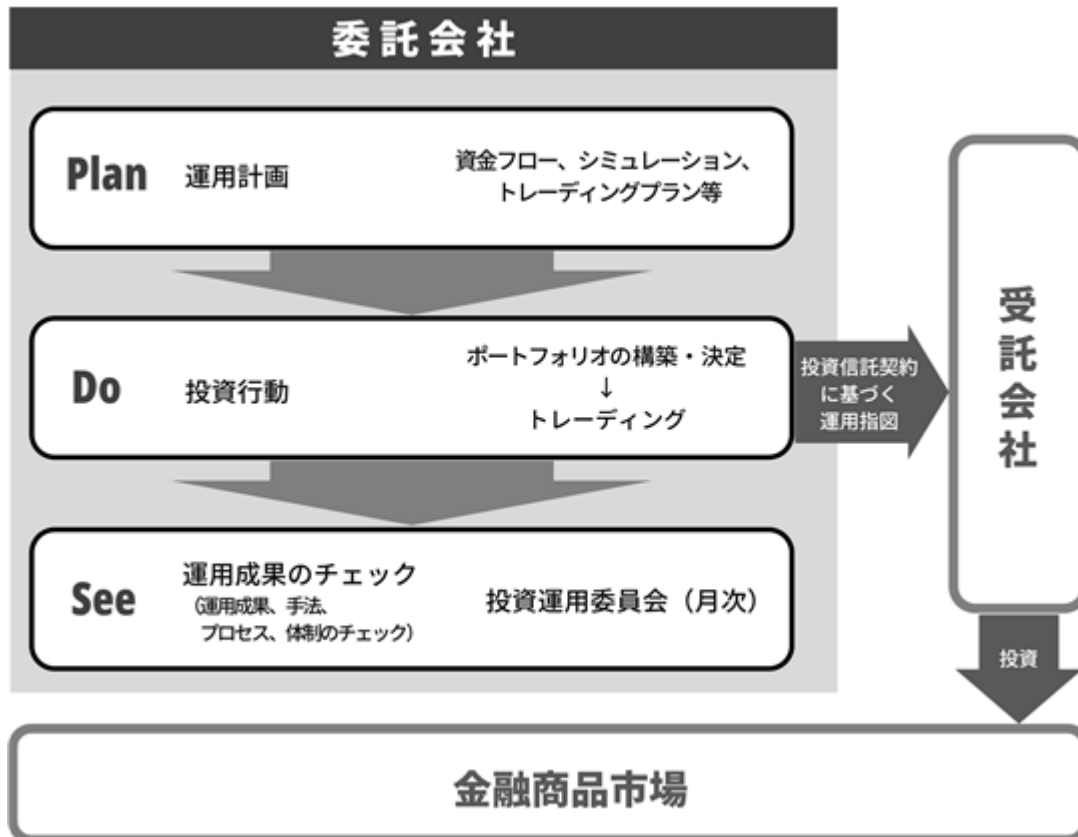 委託会社
Plan 運用計画 資金フロー、シミュレーション、
トレーディングプラン等
Do 投資行動 ポートフォリオの構築・決定
↓
トレーディング
投資信託契約
に基づく
運用指図
受託会社
See 運用成果のチェック
(運用成果、手法、
プロセス、体制のチェック)
投資運用委員会（月次）
投資
金融商品市場